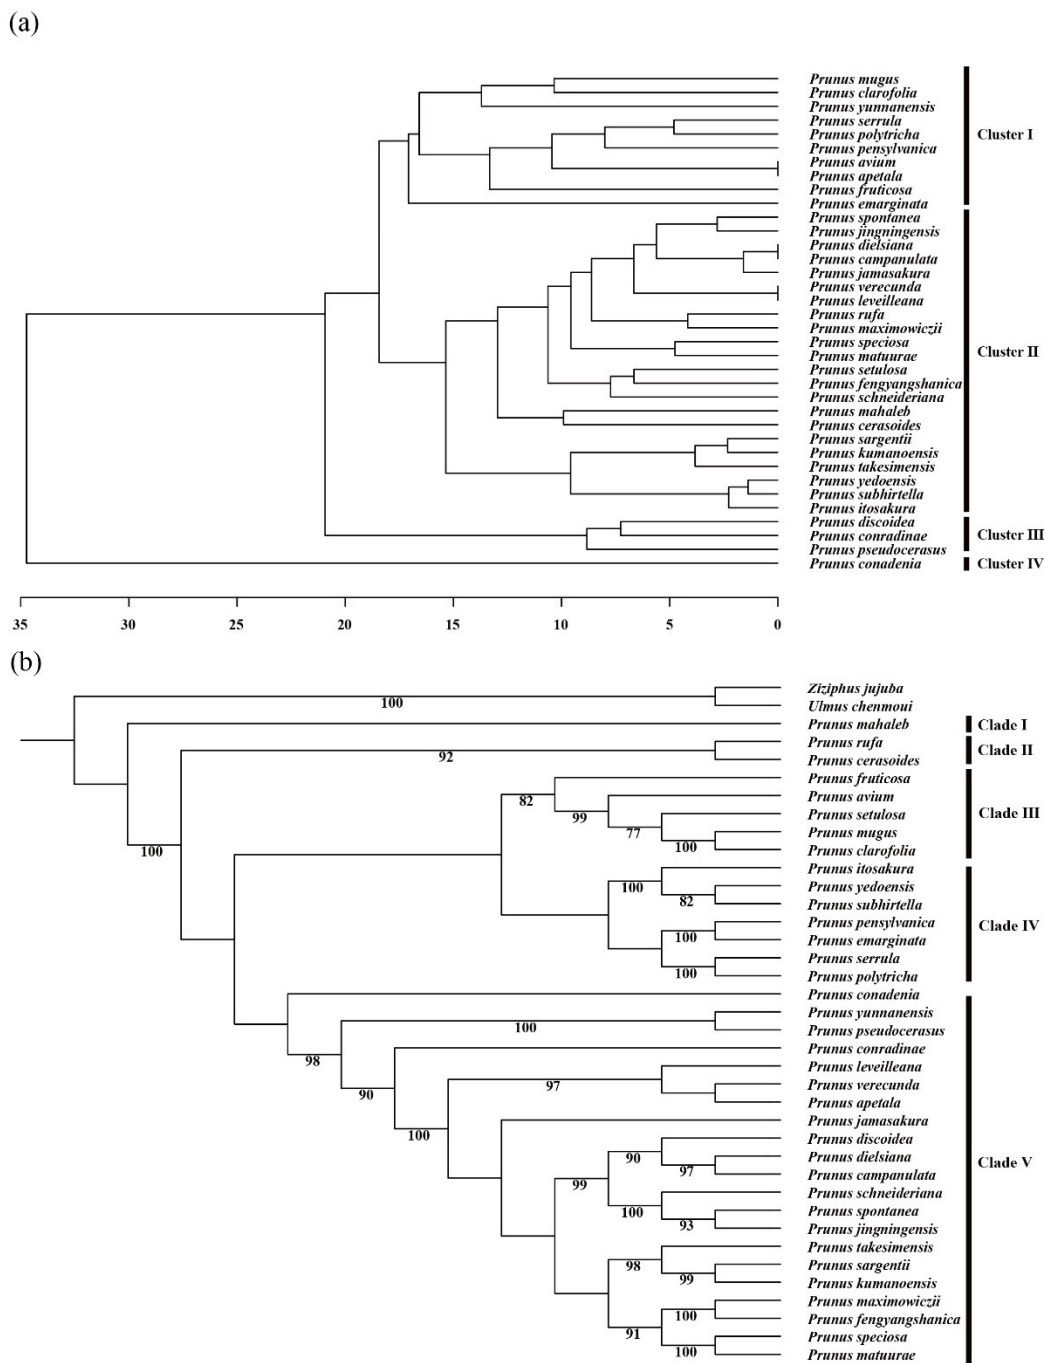 (a)
Prunus mugus
Prunus clarofolia
Prunus yunnanensis
Prunus serrula
Prunus polytricha
Cluster I
Prunus pensylvanica
Prunus avium
Prunus apetala
Prunus fruticosa
Prunus emarginata
Prunus spontanea
Prunus jingningensis
Prunus dielsiana
Prunus campanulata
Prunus jamasakura
Prunus verecunda
Prunus leveilleana
Prunus rufa
Prunus maximowiczii
Prunus speciosa
Cluster II
Prunus matuurae
Prunus setulosa
Prunus fengyangshanica
Prunus schneideriana
Prunus mahaleb
Prunus cerasoides
Prunus sargentii
Prunus kumanoensis
Prunus takesimensis
Prunus yedoensis
Prunus subhirtella
Prunus itosakura
Prunus discoidea
Prunus conradinae Cluster III
Prunus pseudocerasus
Prunus conadenia Cluster IV
35 30 25 20 15 10 5 0
(b)
Ziziphus jujuba
100
Ulmus chenmoui
Prunus mahaleb Clade I
Prunus rufa
Clade II
92
Prunus cerasoides
Prunus fruticosa
Prunus avium
82
Clade III
Prunus setulosa
99
Prunus mugus
77
Prunus clarofolia
100
100
Prunus itosakura
Prunus yedoensis
100
Prunus subhirtella
82
Prunus pensylvanica
Clade IV
Prunus emarginata
100
Prunus serrula
Prunus polytricha
100
Prunus conadenia
Prunus yunnanensis
100
Prunus pseudocerasus
Prunus conradinae
98
Prunus leveilleana
Prunus verecunda
97
90
Prunus apetala
Prunus jamasakura
100
Prunus discoidea
Prunus dielsiana
90
Clade V
Prunus campanulata
97
99
Prunus schneideriana
Prunus spontanea
100
Prunus jingningensis
93
Prunus takesimensis
Prunus sargentii
98
Prunus kumanoensis
99
Prunus maximowiczii
100
Prunus fengyangshanica
Prunus speciosa
91
Prunus matuurae
100